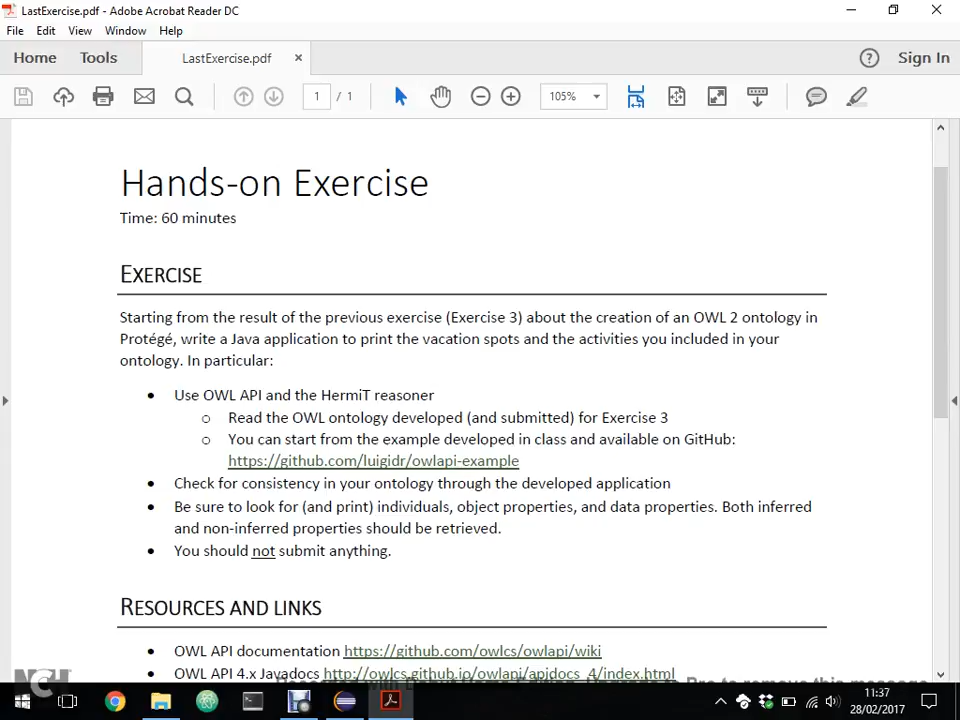 LastExercise.pdf - Adobe Acrobat Reader DC
File Edit View Window Help
Home Tools LastExercise.pdf × ? Sign In
1 / 1 105%
Hands-on Exercise
Time: 60 minutes
EXERCISE
Starting from the result of the previous exercise (Exercise 3) about the creation of an OWL 2 ontology in
Protégé, write a Java application to print the vacation spots and the activities you included in your
ontology. In particular:
• Use OWL API and the HermiT reasoner
o Read the OWL ontology developed (and submitted) for Exercise 3
o You can start from the example developed in class and available on GitHub:
https://github.com/luigidr/owlapi-example
• Check for consistency in your ontology through the developed application
• Be sure to look for (and print) individuals, object properties, and data properties. Both inferred
and non-inferred properties should be retrieved.
• You should not submit anything.
RESOURCES AND LINKS
• OWL API documentation https://github.com/owlcs/owlapi/wiki
• OWL API 4.x Javadocs http://owlcs.github.io/owlapi/apidocs_4/index.html
NCH
to remove this message
11:37
28/02/2017